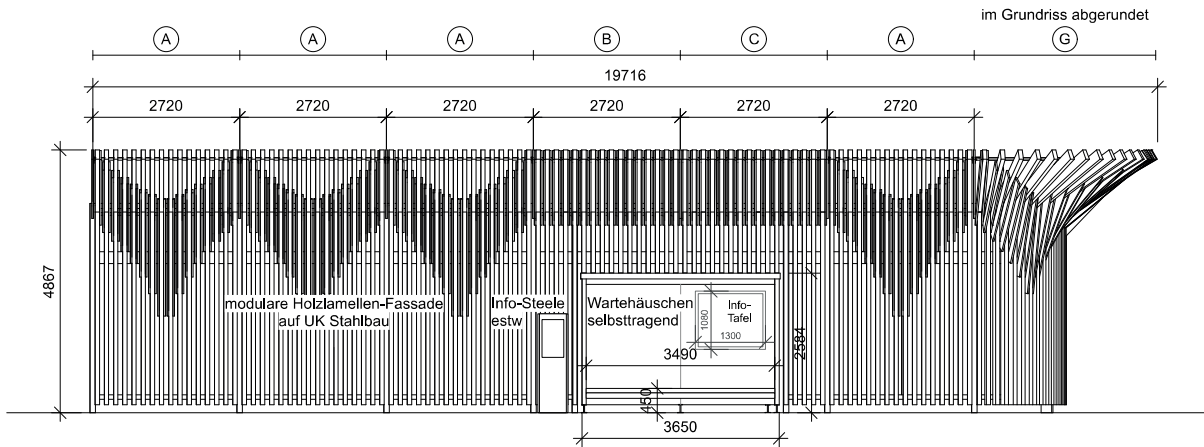 im Grundriss abgerundet
A A A B C A G
19716
2720 2720 2720 2720 2720 2720
4867
modulare Holzlamellen-Fassade
auf UK Stahlbau
Info-Steele
estw
Wartehäuschen
selbsttragend
Info-
Tafel
1080
1300
2584
3490
450
3650